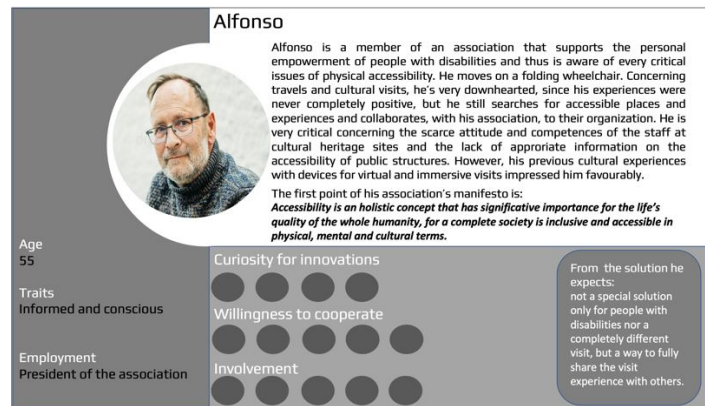 Alfonso
Alfonso is a member of an association that supports the personal
empowerment of people with disabilities and thus is aware of every critical
issues of physical accessibility. He moves on a folding wheelchair. Concerning
travels and cultural visits, he's very downhearted, since his experiences were
never completely positive, but he still searches for accessible places and
experiences and collaborates, with his association, to their organization. He is
very critical concerning the scarce attitude and competences of the staff at
cultural heritage sites and the lack of approriate information on the
accessibility of public structures. However, his previous cultural experiences
with devices for virtual and immersive visits impressed him favourably.
The first point of his association's manifesto is:
Accessibility is an holistic concept that has significative importance for the life's
quality of the whole humanity, for a complete society is inclusive and accessible in
physical, mental and cultural terms.
Age
55
Traits
Informed and conscious
Employment
President of the association
Curiosity for innovations
Willingness to cooperate
Involvement
From the solution he
expects:
not a special solution
only for people with
disabilities nor a
completely different
visit, but a way to fully
share the visit
experience with others.